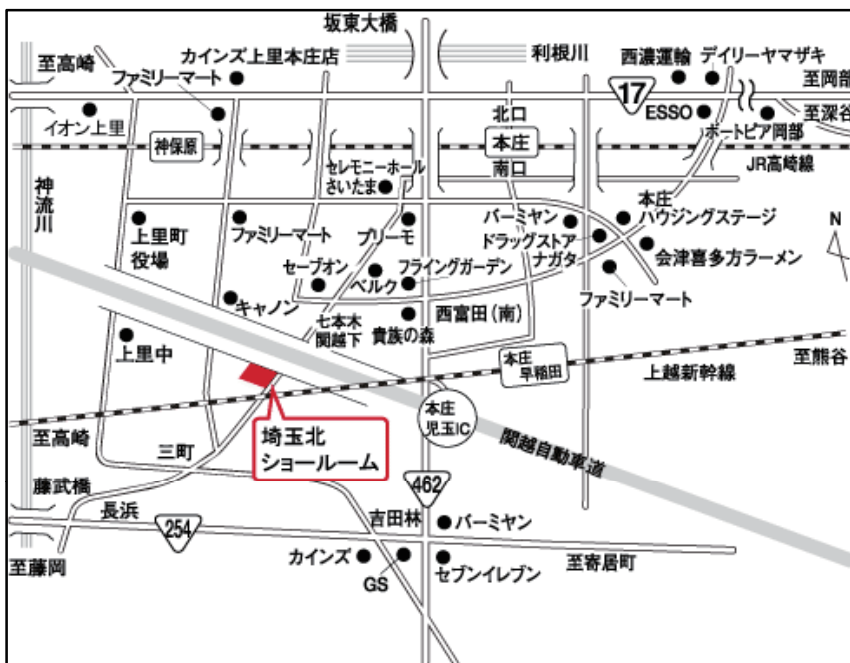 坂東大橋
至高崎
カインズ上里本庄店
利根川
西濃運輸
デイリーヤマザキ
ファミリーマート
17
至岡部
イオン上里
北口
ESSO
ボートピア岡部
至深谷
神保原
本庄
南口
JR高崎線
神流川
セレモニーホール
さいたま
本庄
ハウジングステージ
上里町
役場
ファミリーマート
プリーモ
バーミヤン
ドラッグストア
ナガタ
会津喜多方ラーメン
N
セーブオン
ベルク
フライングガーデン
ファミリーマート
キャノン
七本木
関越下
貴族の森
西富田(南)
上里中
本庄
早稲田
上越新幹線
至熊谷
至高崎
三町
埼玉北
ショールーム
本庄
児玉IC
関越自動車道
藤武橋
長浜
254
462
吉田林
バーミヤン
至藤岡
カインズ
GS
セブンイレブン
至寄居町